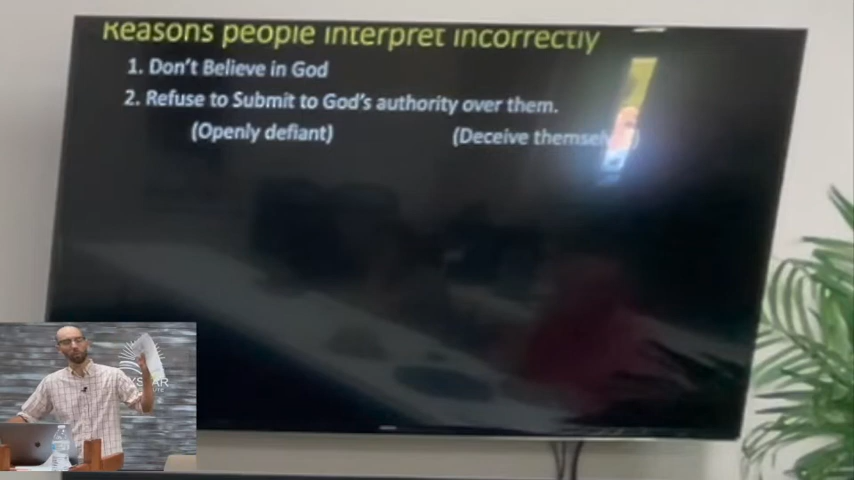 Reasons people interpret incorrectly
1. Don't Believe in God
2. Refuse to Submit to God's authority over them.
(Openly defiant) (Deceive